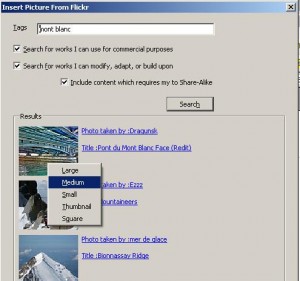 Insert Picture From Flickr
Tags
mont blanc
Search for works I can use for commercial purposes
Search for works I can modify, adapt, or build upon
Include content which requires my to Share-Alike
Search
Results
Photo taken by :Dragunsk
Title :Pont du Mont Blanc Face (Redit)
Large
Medium
Small
Thumbnail
Square
by :Ezzz
ountaineers
Photo taken by :mer de glace
Title :Bionnassay Ridge